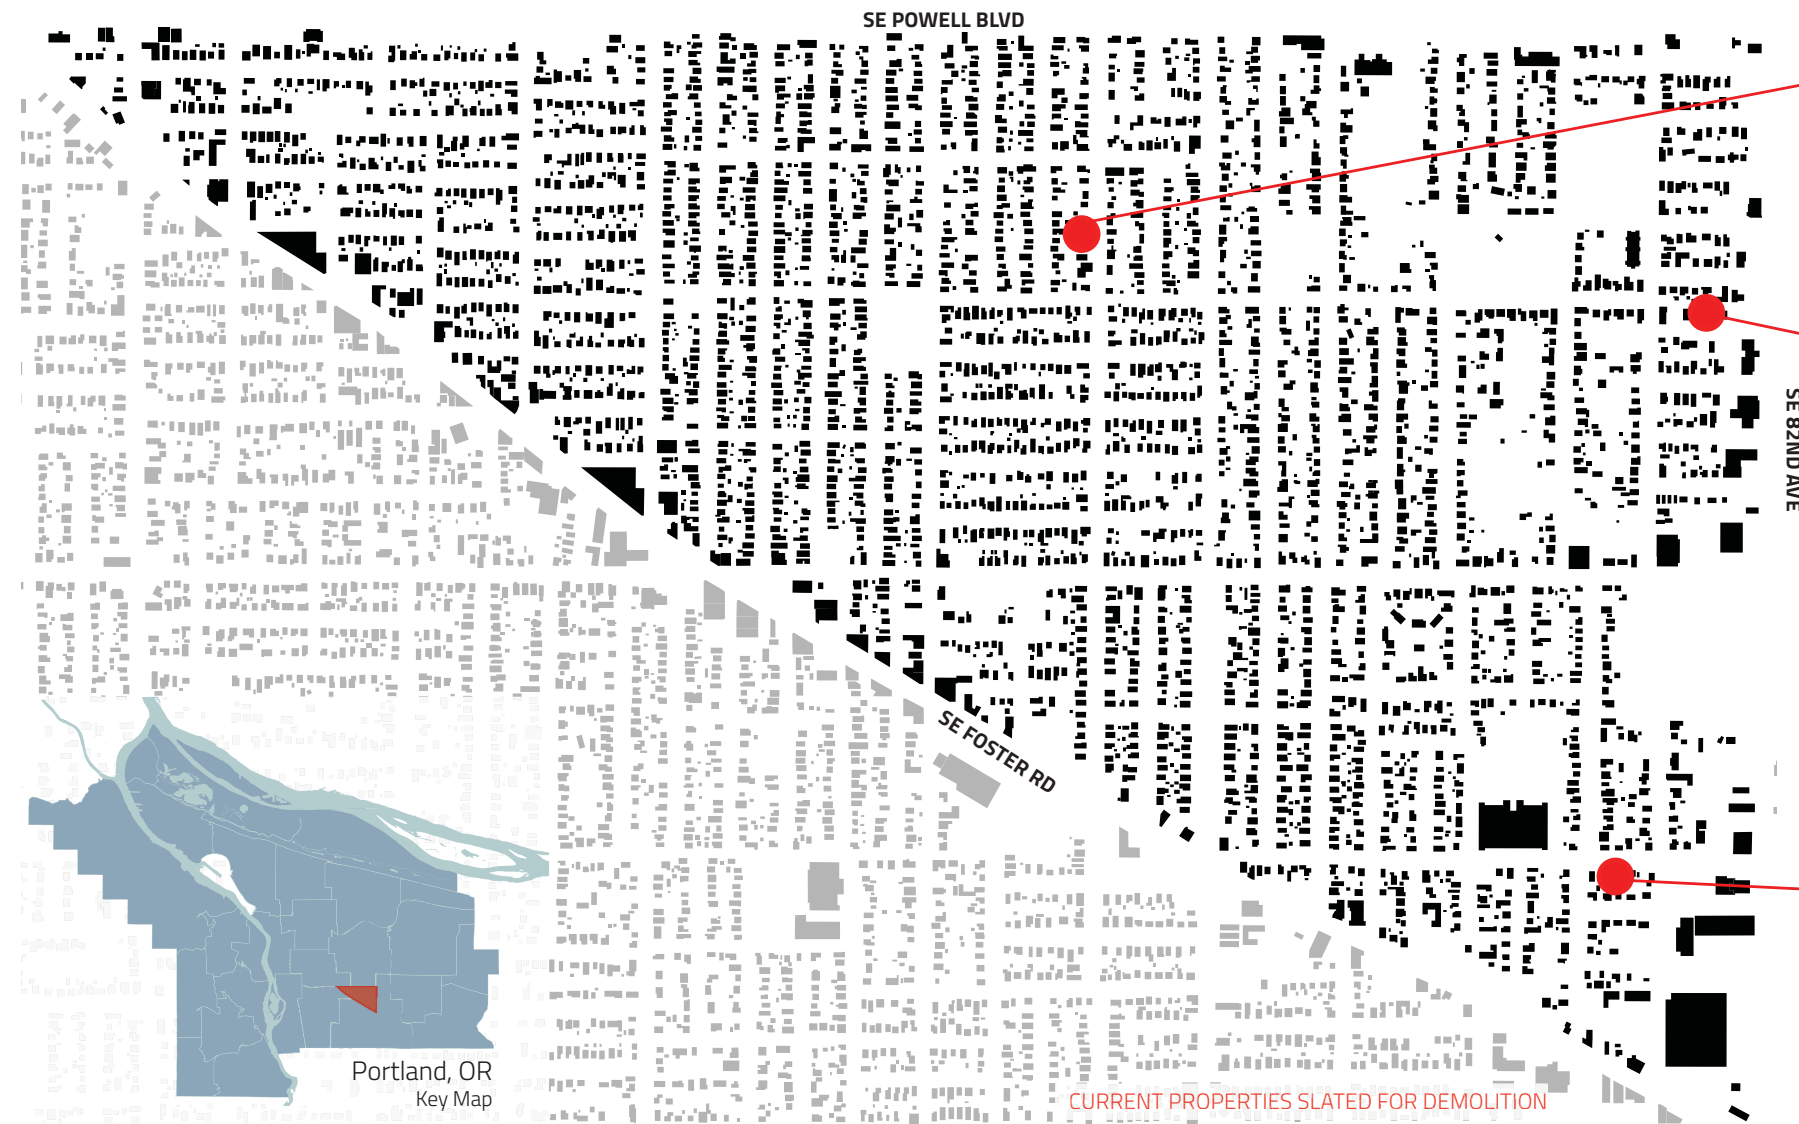 SE POWELL BLVD
SE 82ND AVE
SE FOSTER RD
Portland, OR
Key Map
CURRENT PROPERTIES SLATED FOR DEMOLITION